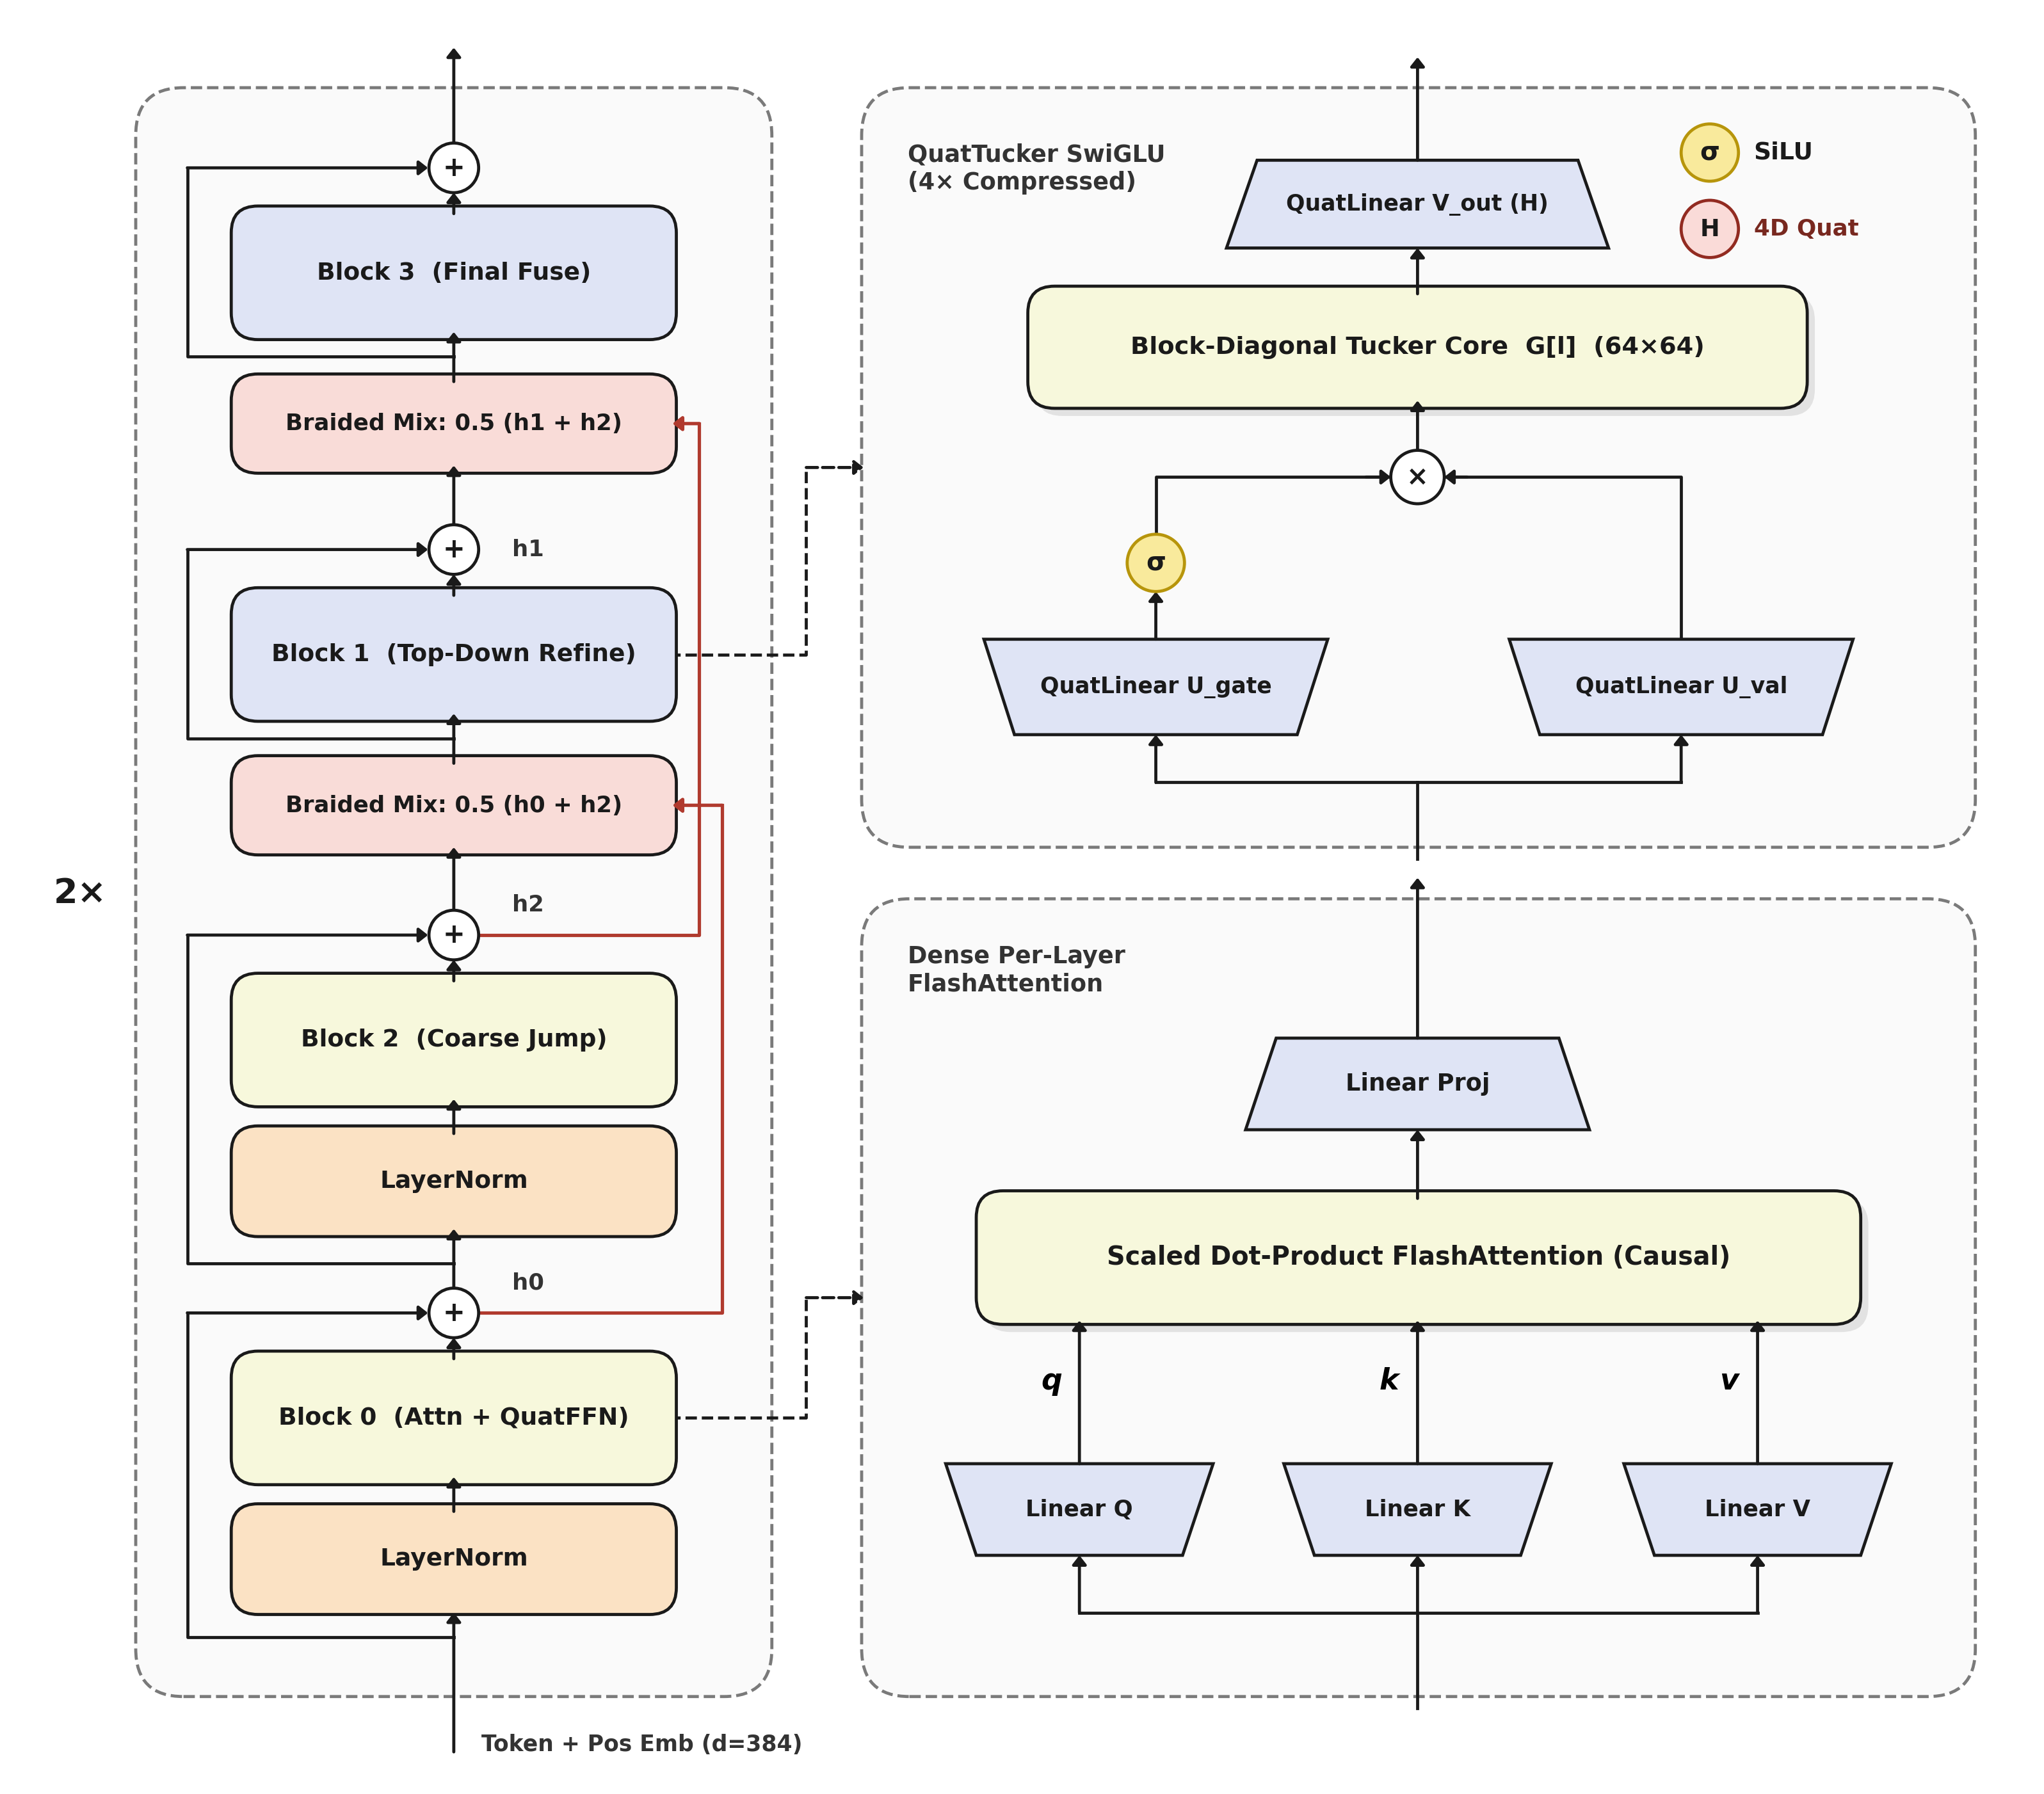 +
Block 3  (Final Fuse)
Braided Mix: 0.5 (h1 + h2)
+
h1
Block 1  (Top-Down Refine)
Braided Mix: 0.5 (h0 + h2)
2×
h2
+
Block 2  (Coarse Jump)
LayerNorm
h0
+
Block 0  (Attn + QuatFFN)
LayerNorm
Token + Pos Emb (d=384)
QuatTucker SwiGLU
(4× Compressed)
σ SiLU
H 4D Quat
QuatLinear V_out (H)
Block-Diagonal Tucker Core  G[l]  (64×64)
×
σ
QuatLinear U_gate
QuatLinear U_val
Dense Per-Layer
FlashAttention
Linear Proj
Scaled Dot-Product FlashAttention (Causal)
q
k
v
Linear Q
Linear K
Linear V